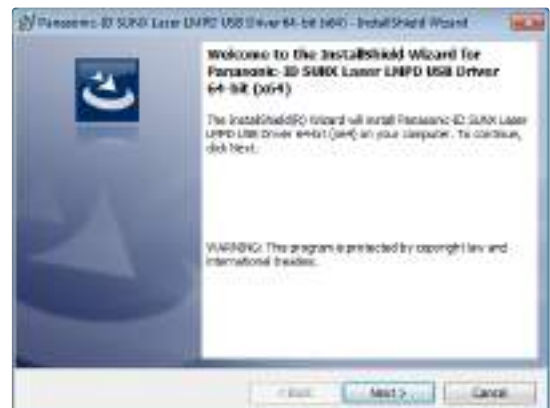 Panasonic-ID SUNX Laser LMPD USB Driver 64-bit (x64) - InstallShield Wizard
Welcome to the InstallShield Wizard for
Panasonic-ID SUNX Laser LMPD USB Driver
64-bit (x64)
The InstallShield(R) Wizard will install Panasonic-ID SUNX Laser
LMPD USB Driver 64-bit (x64) on your computer. To continue,
click Next.
WARNING: This program is protected by copyright law and
international treaties.
< Back
Next >
Cancel